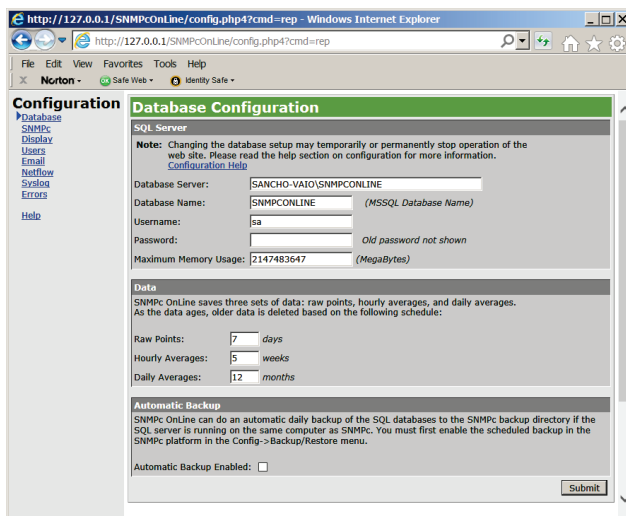 http://127.0.0.1/SNMPcOnLine/config.php4?cmd=rep - Windows Internet Explorer
http://127.0.0.1/SNMPcOnLine/config.php4?cmd=rep
File Edit View Favorites Tools Help
X Norton OK Safe Web Identity Safe
Configuration
Database
SNMPc
Display
Users
Email
Netflow
Syslog
Errors
Help
Database Configuration
SQL Server
Note: Changing the database setup may temporarily or permanently stop operation of the
web site. Please read the help section on configuration for more information.
Configuration Help
Database Server: SANCHO-VAIO\SNMPCONLINE
Database Name: SNMPCONLINE (MSSQL Database Name)
Username: sa
Password: Old password not shown
Maximum Memory Usage: 2147483647 (MegaBytes)
Data
SNMPc OnLine saves three sets of data: raw points, hourly averages, and daily averages.
As the data ages, older data is deleted based on the following schedule:
Raw Points: 7 days
Hourly Averages: 5 weeks
Daily Averages: 12 months
Automatic Backup
SNMPc OnLine can do an automatic daily backup of the SQL databases to the SNMPc backup directory if the
SQL server is running on the same computer as SNMPc. You must first enable the scheduled backup in the
SNMPc platform in the Config->Backup/Restore menu.
Automatic Backup Enabled:
Submit